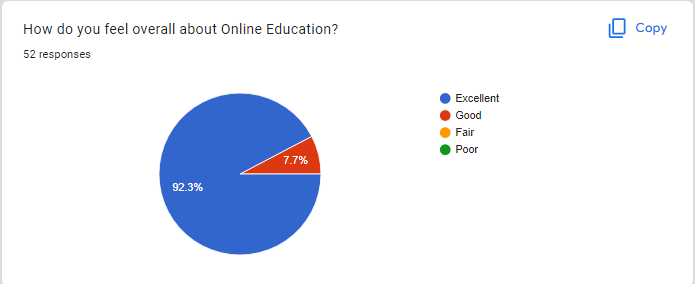 How do you feel overall about Online Education?
Copy
52 responses
Excellent
Good
Fair
Poor
7.7%
92.3%